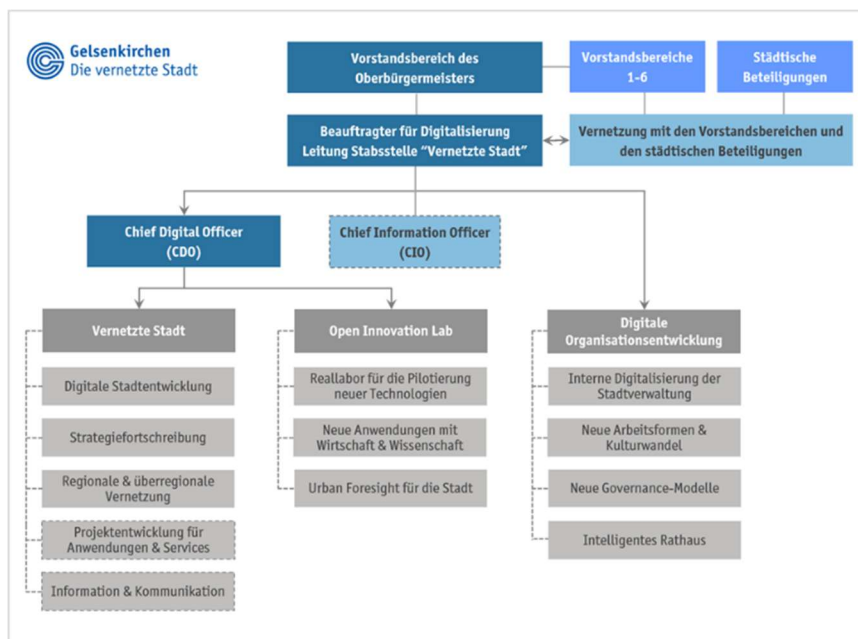 Gelsenkirchen
Die vernetzte Stadt
Vorstandsbereich des
Oberbürgermeisters
Vorstandsbereiche
1-6
Städtische
Beteiligungen
Beauftragter für Digitalisierung
Leitung Stabsstelle "Vernetzte Stadt"
Vernetzung mit den Vorstandsbereichen und
den städtischen Beteiligungen
Chief Digital Officer
(CDO)
Chief Information Officer
(CIO)
Vernetzte Stadt
Digitale Stadtentwicklung
Strategiefortschreibung
Regionale & überregionale
Vernetzung
Projektentwicklung für
Anwendungen & Services
Information & Kommunikation
Open Innovation Lab
Reallabor für die Pilotierung
neuer Technologien
Neue Anwendungen mit
Wirtschaft & Wissenschaft
Urban Foresight für die Stadt
Digitale
Organisationsentwicklung
Interne Digitalisierung der
Stadtverwaltung
Neue Arbeitsformen &
Kulturwandel
Neue Governance-Modelle
Intelligentes Rathaus